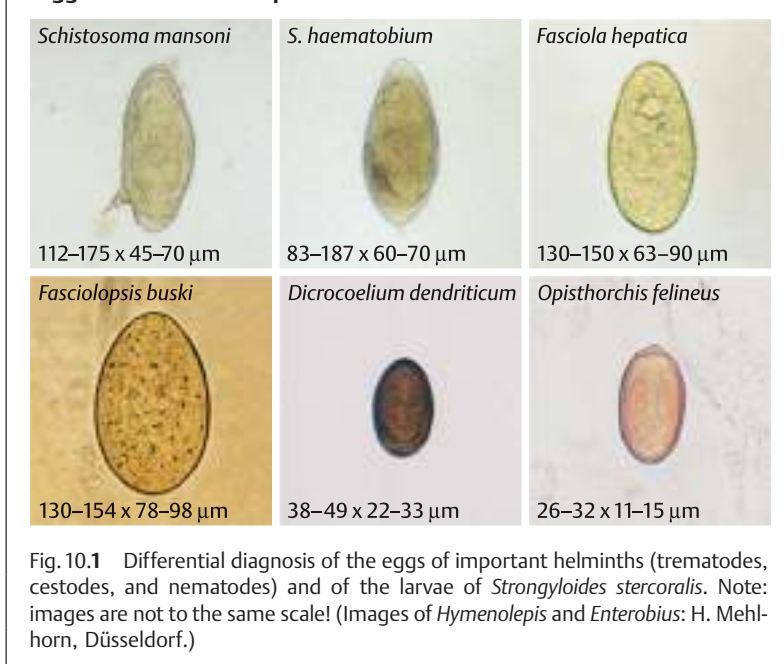 Schistosoma mansoni
S. haematobium
Fasciola hepatica
112–175 x 45–70 µm
83–187 x 60–70 µm
130–150 x 63–90 µm
Fasciolopsis buski
Dicrocoelium dendriticum
Opisthorchis felineus
130–154 x 78–98 µm
38–49 x 22–33 µm
26–32 x 11–15 µm
Fig. 10.1 Differential diagnosis of the eggs of important helminths (trematodes,
cestodes, and nematodes) and of the larvae of Strongyloides stercoralis. Note:
images are not to the same scale! (Images of Hymenolepis and Enterobius: H. Mehl-
horn, Düsseldorf.)